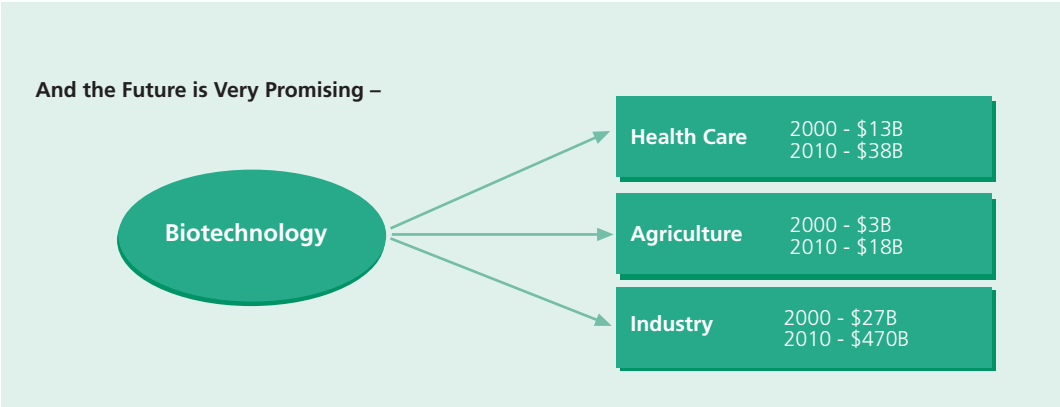 And the Future is Very Promising –
Biotechnology
Health Care
2000 - $13B
2010 - $38B
Agriculture
2000 - $3B
2010 - $18B
Industry
2000 - $27B
2010 - $470B